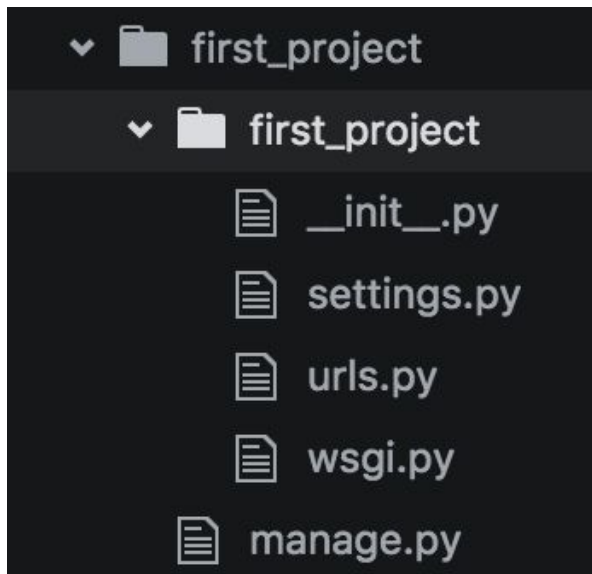 first_project
first_project
__init__.py
settings.py
urls.py
wsgi.py
manage.py